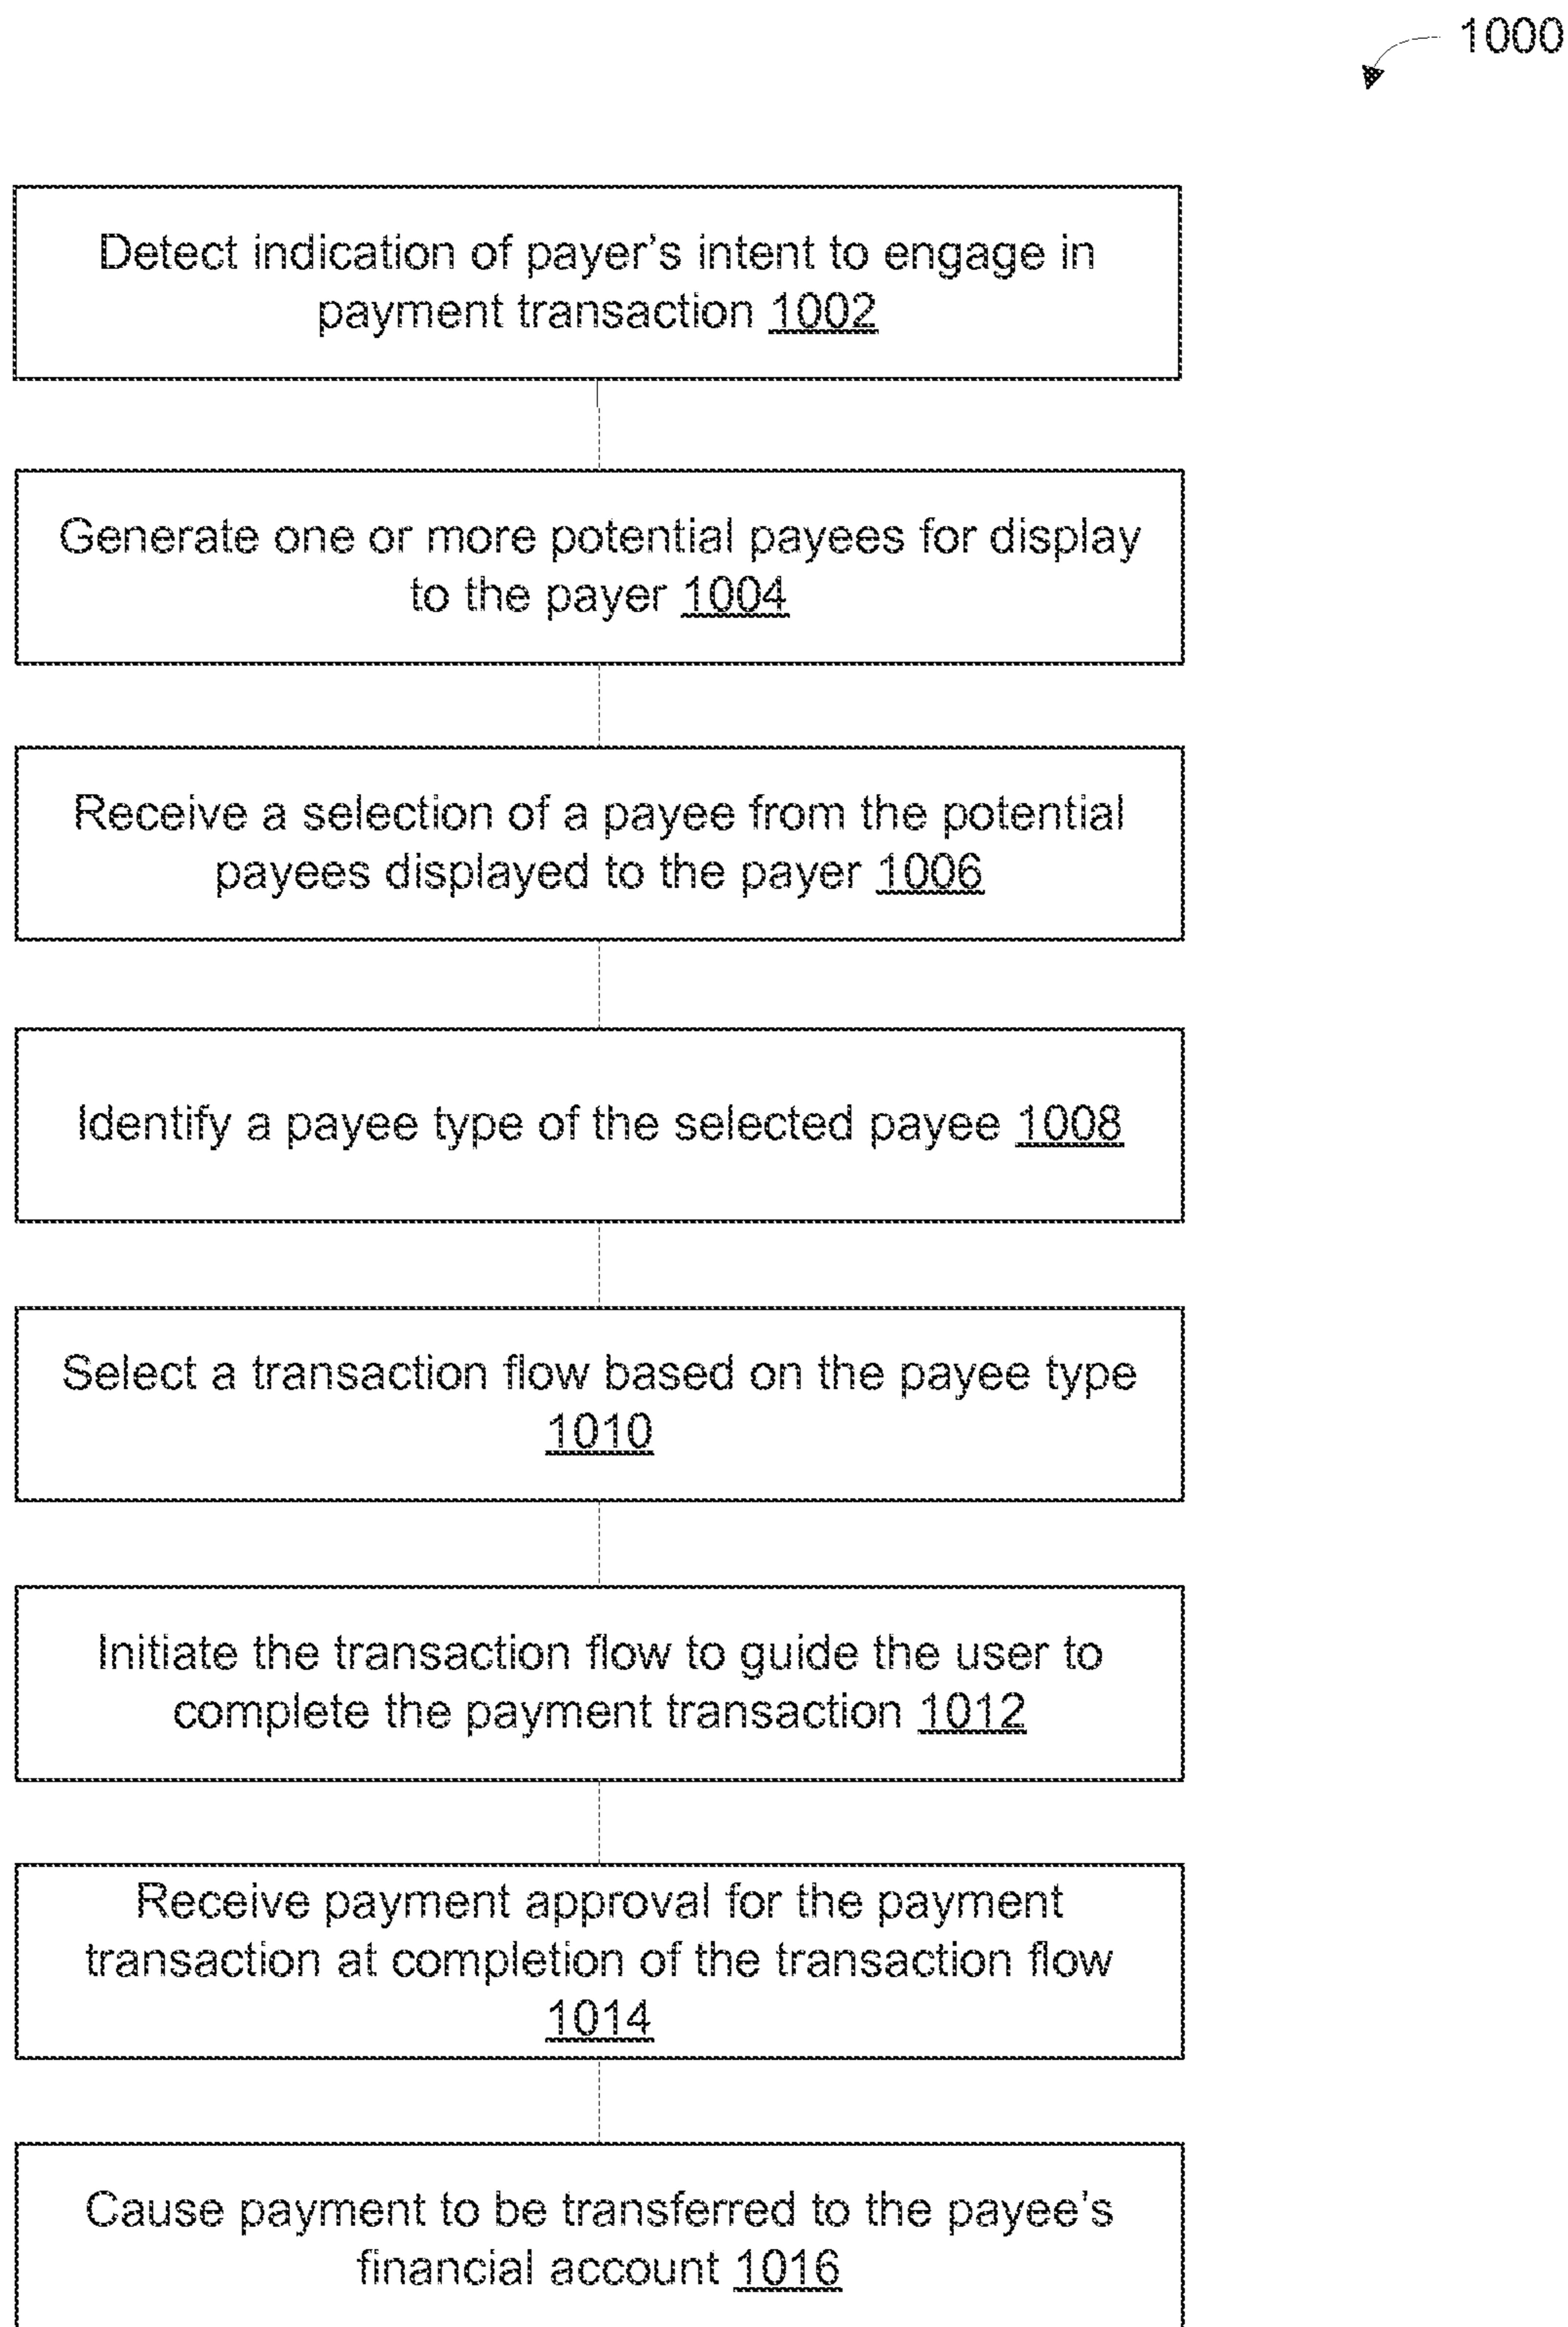 1000
Detect indication of payer's intent to engage in
payment transaction 1002
Generate one or more potential payees for display
to the payer 1004
Receive a selection of a payee from the potential
payees displayed to the payer 1006
Identify a payee type of the selected payee 1008
Select a transaction flow based on the payee type
1010
Initiate the transaction flow to guide the user to
complete the payment transaction 1012
Receive payment approval for the payment
transaction at completion of the transaction flow
1014
Cause payment to be transferred to the payee's
financial account 1016